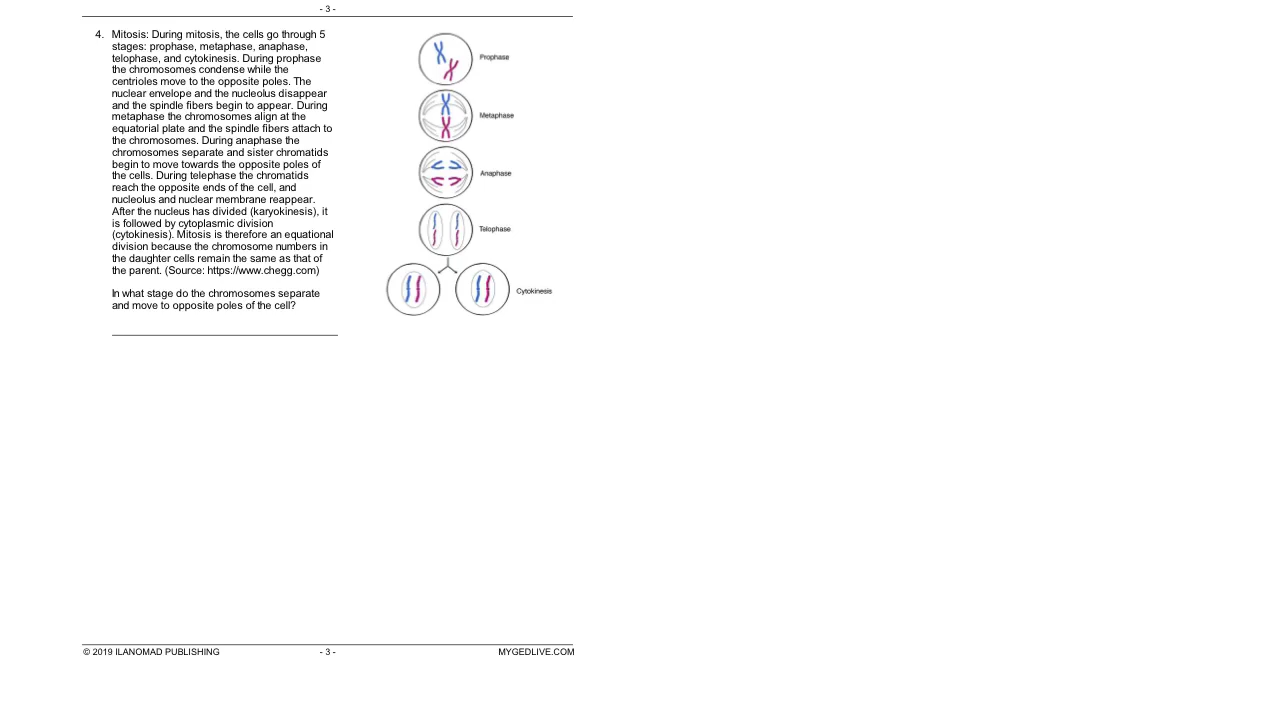 - 3 -
4. Mitosis: During mitosis, the cells go through 5
stages: prophase, metaphase, anaphase,
telophase, and cytokinesis. During prophase
the chromosomes condense while the
centrioles move to the opposite poles. The
nuclear envelope and the nucleolus disappear
and the spindle fibers begin to appear. During
metaphase the chromosomes align at the
equatorial plate and the spindle fibers attach to
the chromosomes. During anaphase the
chromosomes separate and sister chromatids
begin to move towards the opposite poles of
the cells. During telophase the chromatids
reach the opposite ends of the cell, and
nucleolus and nuclear membrane reappear.
After the nucleus has divided (karyokinesis), it
is followed by cytoplasmic division
(cytokinesis). Mitosis is therefore an equational
division because the chromosome numbers in
the daughter cells remain the same as that of
the parent. (Source: https://www.chegg.com)
In what stage do the chromosomes separate
and move to opposite poles of the cell?
Prophase
Metaphase
Anaphase
Telophase
Cytokinesis
© 2019 ILANOMAD PUBLISHING - 3 - MYGEDLIVE.COM